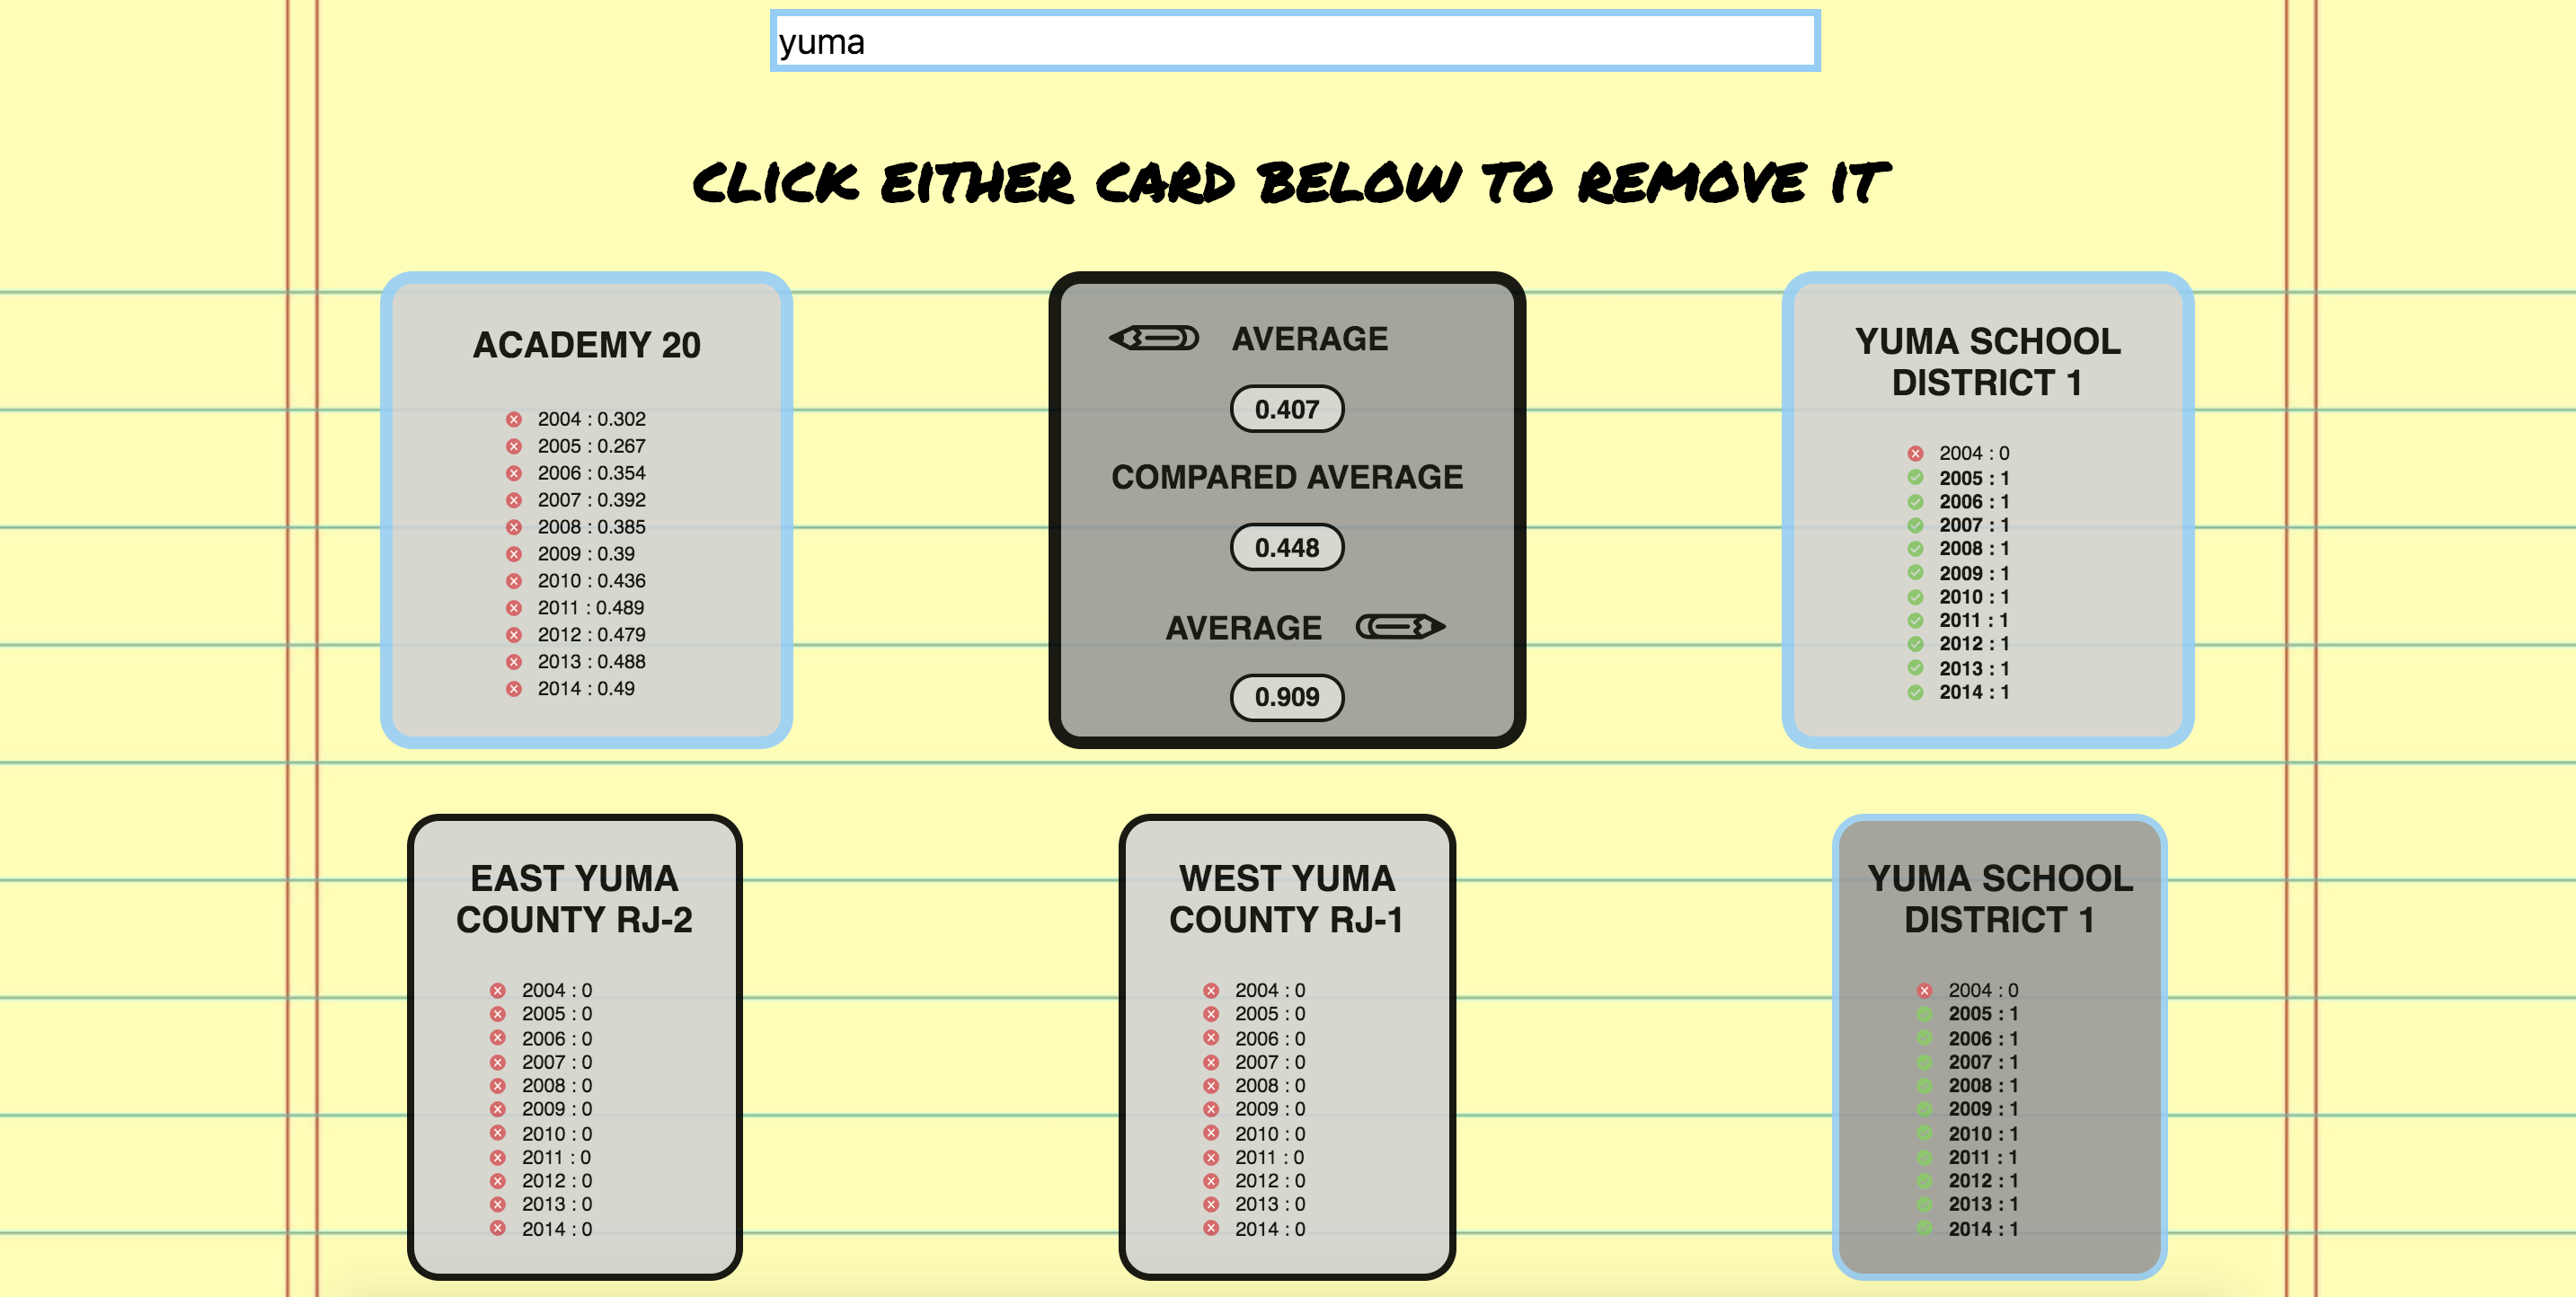 yuma
CLICK EITHER CARD BELOW TO REMOVE IT
ACADEMY 20
2004 : 0.302
2005 : 0.267
2006 : 0.354
2007 : 0.392
2008 : 0.385
2009 : 0.39
2010 : 0.436
2011 : 0.489
2012 : 0.479
2013 : 0.488
2014 : 0.49
AVERAGE
0.407
COMPARED AVERAGE
0.448
AVERAGE
0.909
YUMA SCHOOL
DISTRICT 1
2004 : 0
2005 : 1
2006 : 1
2007 : 1
2008 : 1
2009 : 1
2010 : 1
2011 : 1
2012 : 1
2013 : 1
2014 : 1
EAST YUMA
COUNTY RJ-2
2004 : 0
2005 : 0
2006 : 0
2007 : 0
2008 : 0
2009 : 0
2010 : 0
2011 : 0
2012 : 0
2013 : 0
2014 : 0
WEST YUMA
COUNTY RJ-1
2004 : 0
2005 : 0
2006 : 0
2007 : 0
2008 : 0
2009 : 0
2010 : 0
2011 : 0
2012 : 0
2013 : 0
2014 : 0
YUMA SCHOOL
DISTRICT 1
2004 : 0
2005 : 1
2006 : 1
2007 : 1
2008 : 1
2009 : 1
2010 : 1
2011 : 1
2012 : 1
2013 : 1
2014 : 1